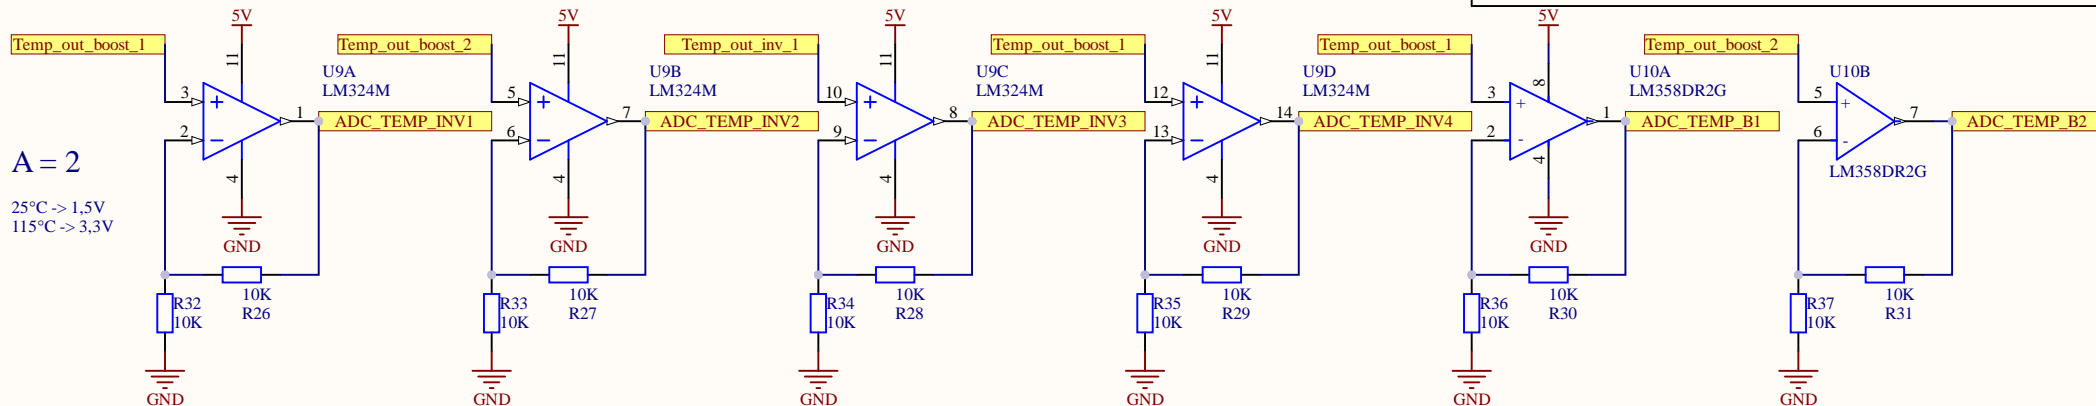 5V
Temp_out_boost_1
11
U9A
LM324M
3
+
1
ADC_TEMP_INV1
2
−
4
GND
10K
R26
R32
10K
GND
A = 2
25°C -> 1,5V
115°C -> 3,3V
5V
Temp_out_boost_2
11
U9B
LM324M
5
+
7
ADC_TEMP_INV2
6
−
4
GND
10K
R27
R33
10K
GND
5V
Temp_out_inv_1
11
U9C
LM324M
10
+
8
ADC_TEMP_INV3
9
−
4
GND
10K
R28
R34
10K
GND
5V
Temp_out_boost_1
11
U9D
LM324M
12
+
14
ADC_TEMP_INV4
13
−
4
GND
10K
R29
R35
10K
GND
5V
Temp_out_boost_1
8
U10A
LM358DR2G
3
+
1
ADC_TEMP_B1
2
-
4
GND
10K
R30
R36
10K
GND
Temp_out_boost_2
U10B
5
+
7
ADC_TEMP_B2
6
-
LM358DR2G
10K
R31
R37
10K
GND